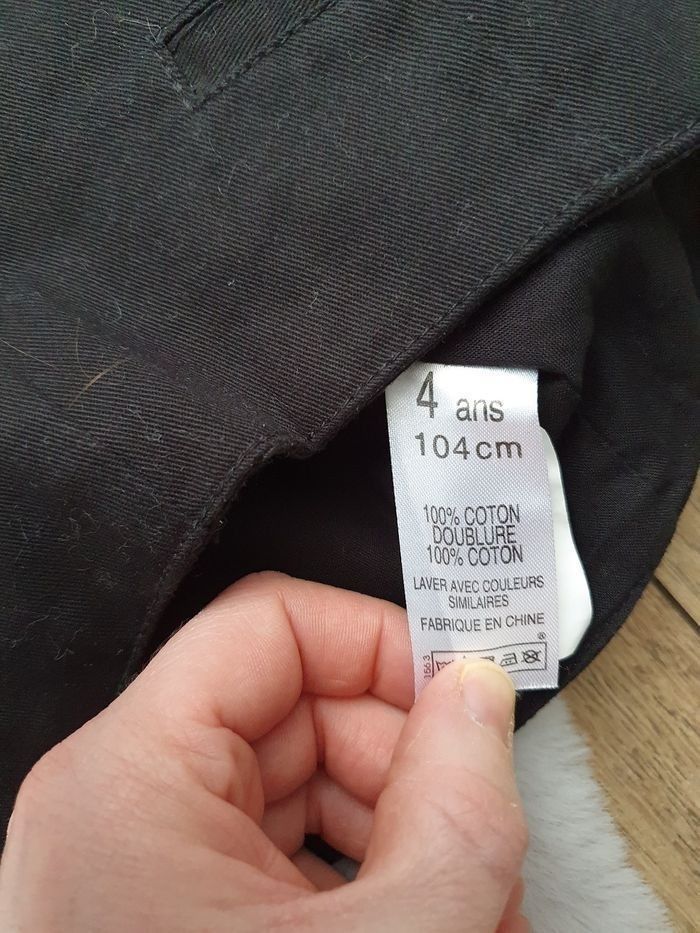 4 ans
104cm
100% COTON
DOUBLURE
100% COTON
LAVER AVEC COULEURS
SIMILAIRES
FABRIQUE EN CHINE
®